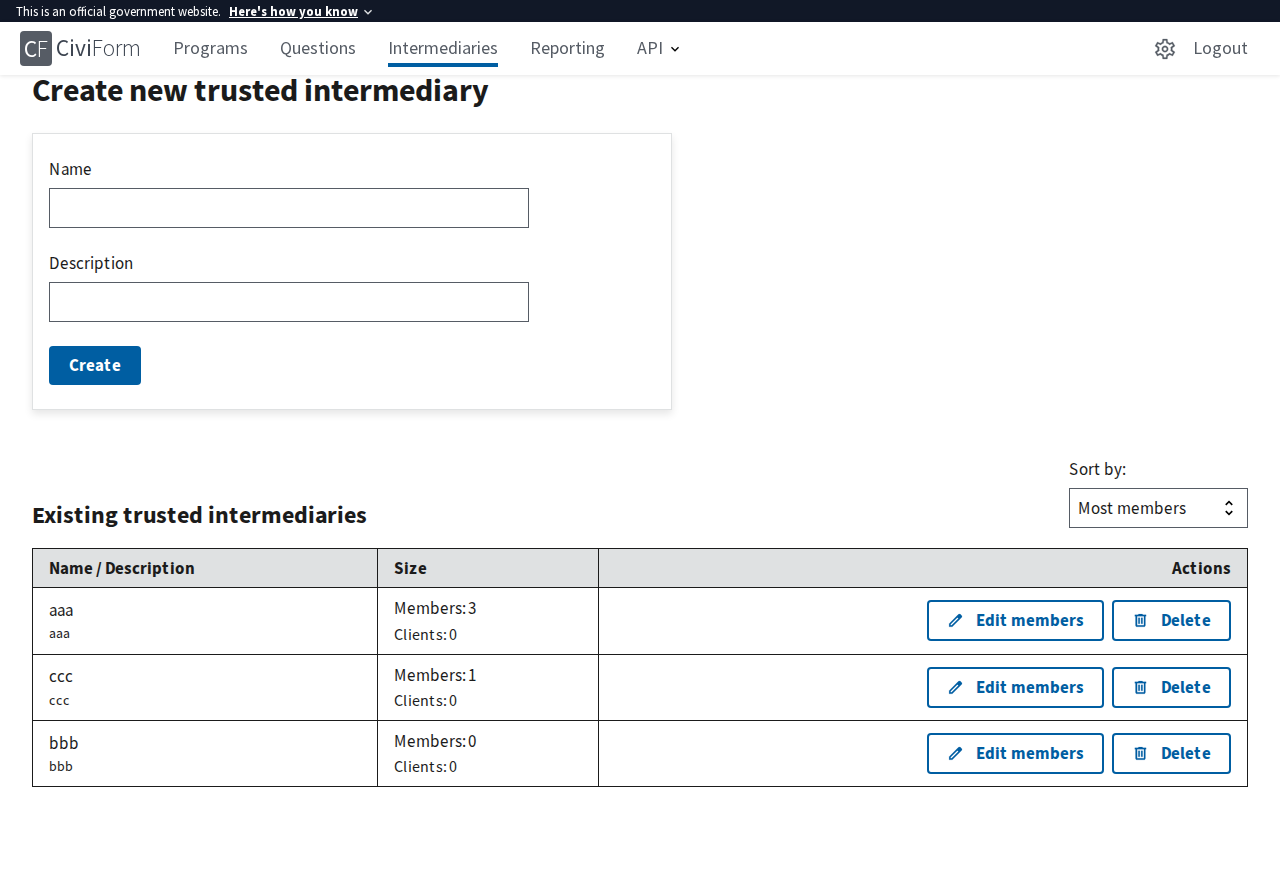 This is an official government website. Here's how you know
CF CiviForm Programs Questions Intermediaries Reporting API Logout
Create new trusted intermediary
Name
Description
Create
Sort by:
Existing trusted intermediaries
Most members
Name / Description Size Actions
aaa
aaa
Members: 3
Clients: 0
Edit members Delete
ccc
ccc
Members: 1
Clients: 0
Edit members Delete
bbb
bbb
Members: 0
Clients: 0
Edit members Delete